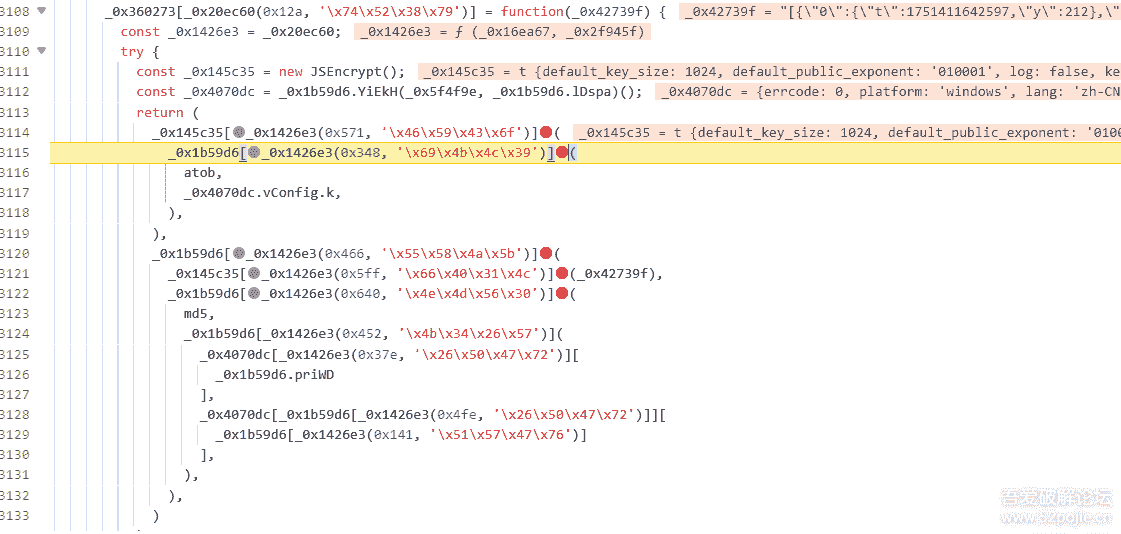 3108 _0x360273[_0x20ec60(0x12a, '\x74\x52\x38\x79')] = function(_0x42739f) { _0x42739f = "[{\"0\":{\"t\":1751411642597,\"y\":212},\"
3109 const _0x1426e3 = _0x20ec60; _0x1426e3 = ƒ (_0x16ea67, _0x2f945f)
3110 try {
3111 const _0x145c35 = new JSEncrypt(); _0x145c35 = t {default_key_size: 1024, default_public_exponent: '010001', log: false, ke
3112 const _0x4070dc = _0x1b59d6.YiEkH(_0x5f4f9e, _0x1b59d6.lDspa)(); _0x4070dc = {errcode: 0, platform: 'windows', lang: 'zh-CN
3113 return (
3114 _0x145c35[_0x1426e3(0x571, '\x46\x59\x43\x6f')]( _0x145c35 = t {default_key_size: 1024, default_public_exponent: '010
3115 _0x1b59d6[_0x1426e3(0x348, '\x69\x4b\x4c\x39')](
3116 atob,
3117 _0x4070dc.vConfig.k,
3118 ),
3119 ),
3120 _0x1b59d6[_0x1426e3(0x466, '\x55\x58\x4a\x5b')](
3121 _0x145c35[_0x1426e3(0x5ff, '\x66\x40\x31\x4c')](_0x42739f),
3122 _0x1b59d6[_0x1426e3(0x640, '\x4e\x4d\x56\x30')](
3123 md5,
3124 _0x1b59d6[_0x1426e3(0x452, '\x4b\x34\x26\x57')](
3125 _0x4070dc[_0x1426e3(0x37e, '\x26\x50\x47\x72')][
3126 _0x1b59d6.priWD
3127 ],
3128 _0x4070dc[_0x1b59d6[_0x1426e3(0x4fe, '\x26\x50\x47\x72')]][
3129 _0x1b59d6[_0x1426e3(0x141, '\x51\x57\x47\x76')]
3130 ],
3131 ),
3132 ),
3133 )
吾爱破解论坛
www.52pojie.cn